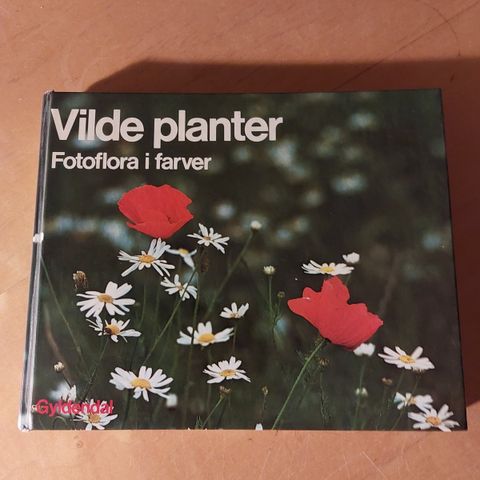 Vilde planter
Fotoflora i farver
Gyldendal